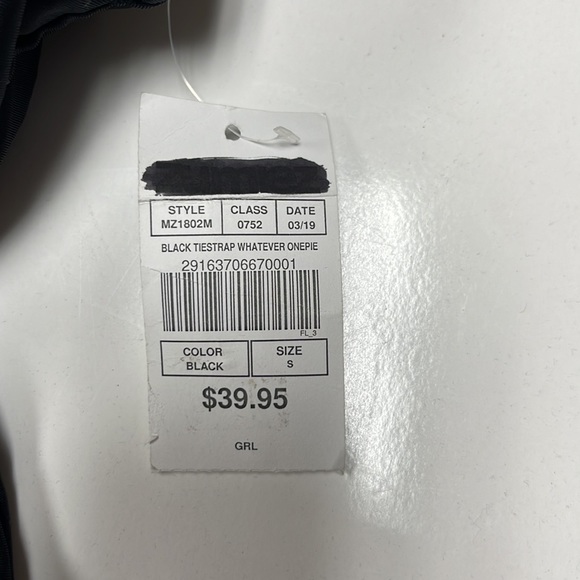 STYLE CLASS DATE
MZ1802M 0752 03/19
BLACK TIESTRAP WHATEVER ONEPIE
29163706670001
FL_3
COLOR SIZE
BLACK S
$39.95
GRL